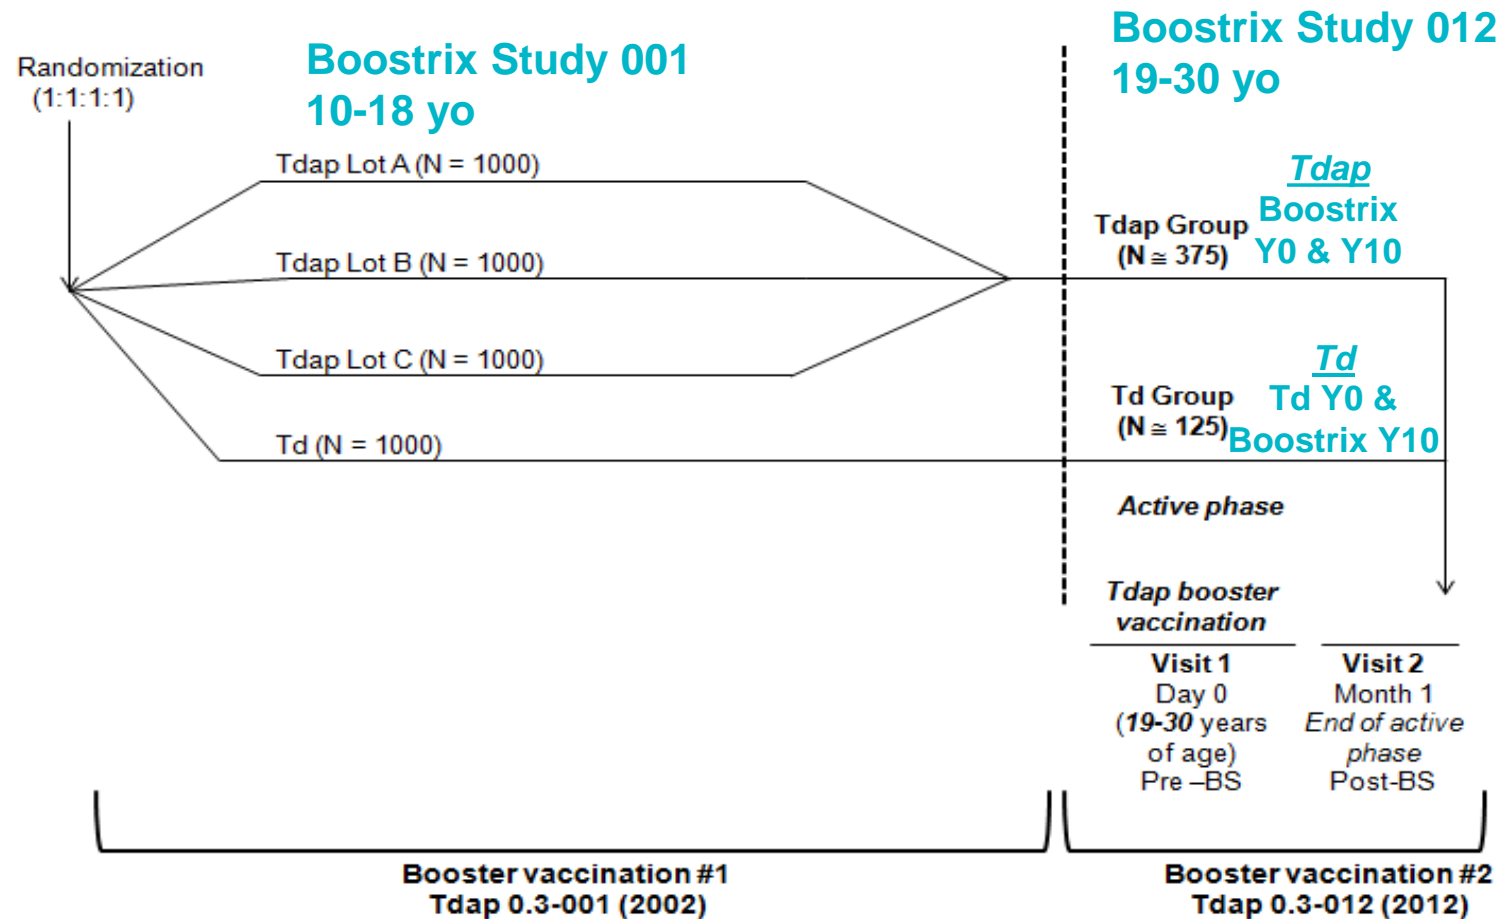 Randomization
(1:1:1:1)
Boostrix Study 001
10-18 yo
Boostrix Study 012
19-30 yo
Tdap Lot A (N = 1000)
Tdap Lot B (N = 1000)
Tdap Lot C (N = 1000)
Td (N = 1000)
Tdap Group
(N ≅ 375)
Tdap
Boostrix
Y0 & Y10
Td Group
(N ≅ 125)
Td
Td Y0 &
Boostrix Y10
Active phase
Tdap booster
vaccination
Visit 1
Day 0
(19-30 years
of age)
Pre –BS
Visit 2
Month 1
End of active
phase
Post-BS
Booster vaccination #1
Tdap 0.3-001 (2002)
Booster vaccination #2
Tdap 0.3-012 (2012)